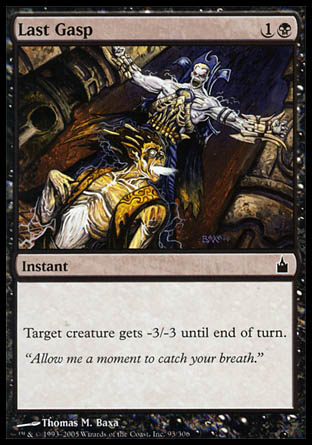 Last Gasp 1
Instant
Target creature gets -3/-3 until end of turn.
“Allow me a moment to catch your breath.”
Thomas M. Baxa
™ & © 1993–2005 Wizards of the Coast, Inc. 93/306